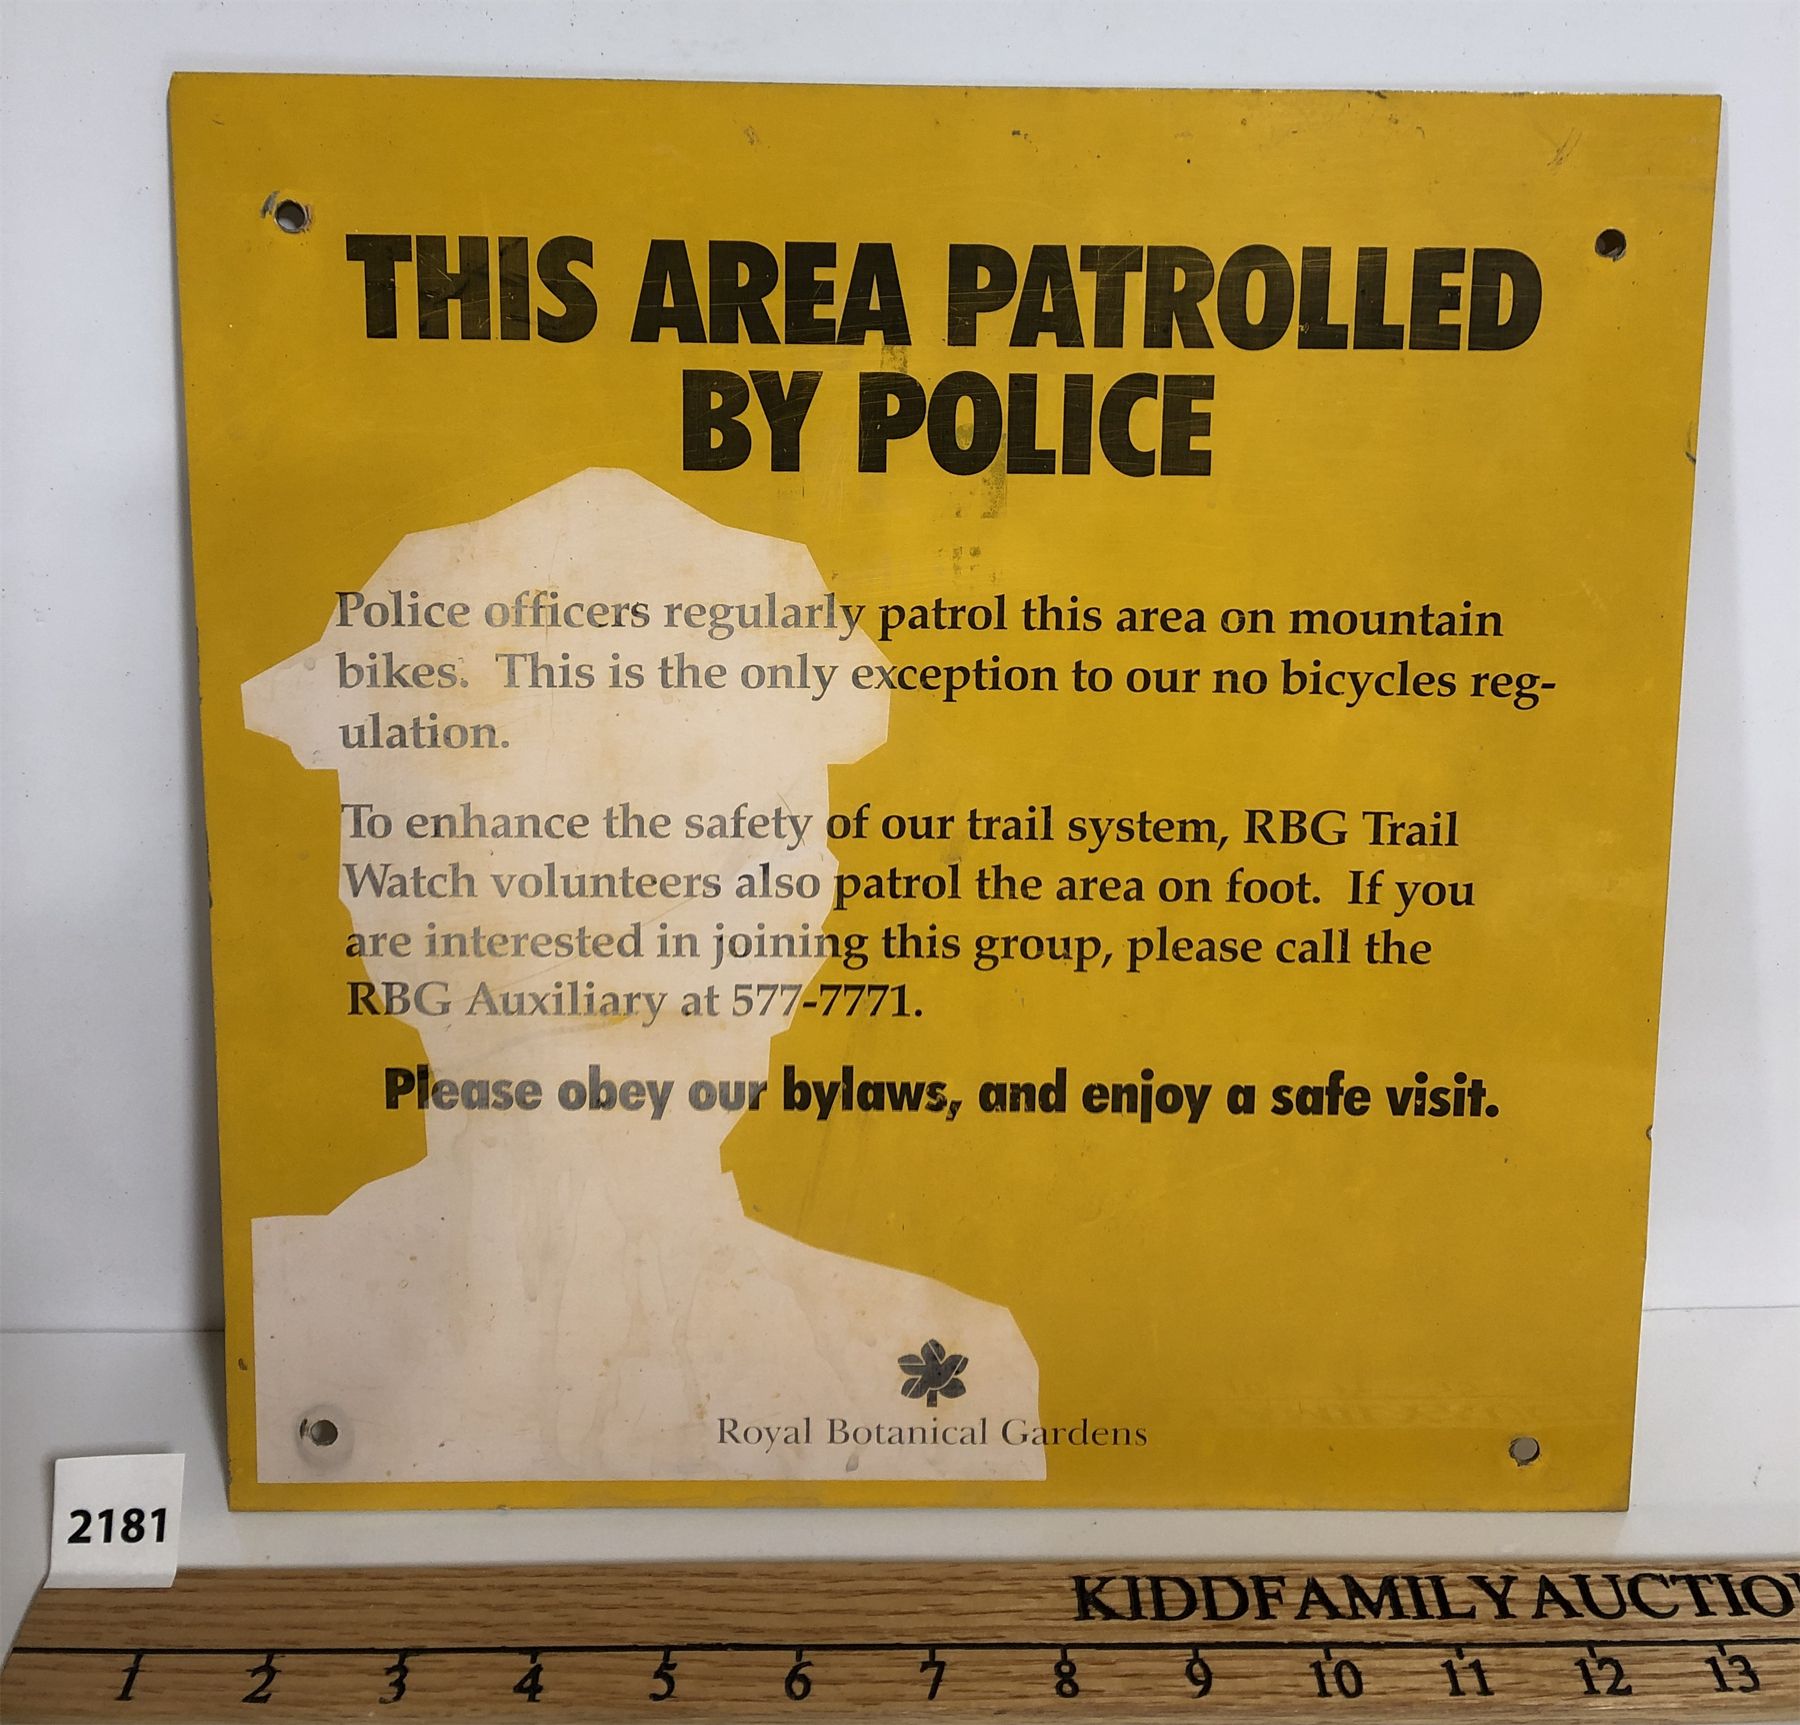 THIS AREA PATROLLED
BY POLICE
Police officers regularly patrol this area on mountain
bikes. This is the only exception to our no bicycles reg-
ulation.
To enhance the safety of our trail system, RBG Trail
Watch volunteers also patrol the area on foot. If you
are interested in joining this group, please call the
RBG Auxiliary at 577-7771.
Please obey our bylaws, and enjoy a safe visit.
Royal Botanical Gardens
2181
KIDDFAMILYAUCTIO
1 2 3 4 5 6 7 8 9 10 11 12 13